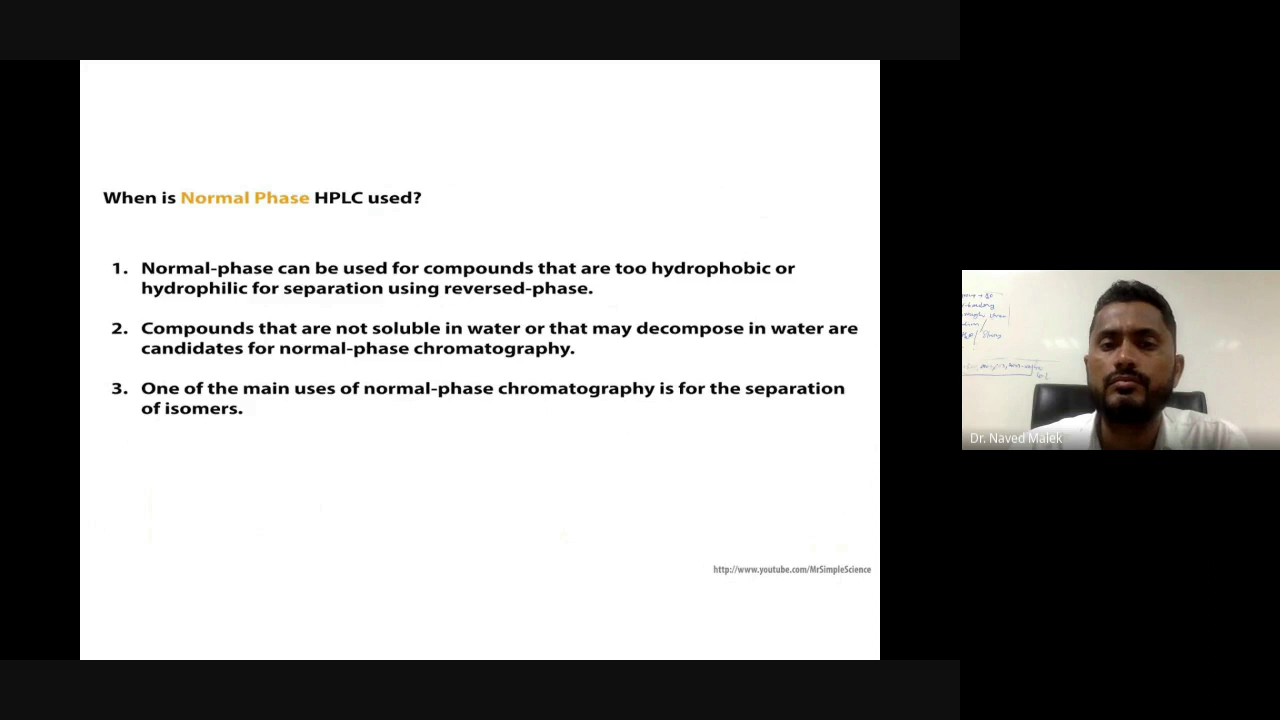 When is Normal Phase HPLC used?
1. Normal-phase can be used for compounds that are too hydrophobic or
hydrophilic for separation using reversed-phase.
2. Compounds that are not soluble in water or that may decompose in water are
candidates for normal-phase chromatography.
3. One of the main uses of normal-phase chromatography is for the separation
of isomers.
http://www.youtube.com/MrSimpleScience
Strong
Dr. Naved Malek